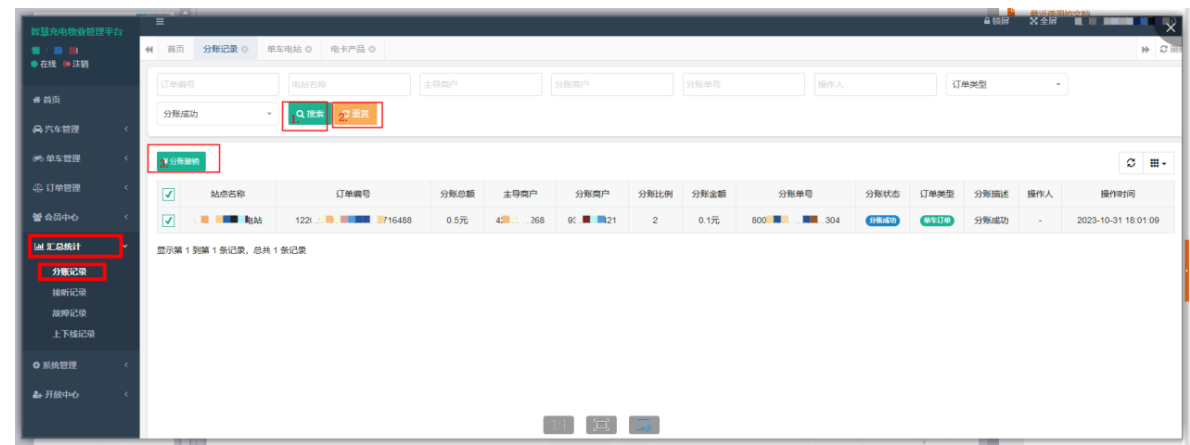 智慧充电物业管理平台
锁屏 全屏
在线 注销
首页 分账记录 单车电站 电卡产品
订单编号 电站名称 主导商户 分账商户 分账单号 操作人 订单类型
首页
分账成功 1. 搜索 2. 重置
汽车管理
单车管理
3. 分账撤销
订单管理
站点名称 订单编号 分账总额 主导商户 分账商户 分账比例 分账金额 分账单号 分账状态 订单类型 分账描述 操作人 操作时间
会员中心
电站 716488 0.5元 268 421 2 0.1元 800 304 分账成功 单车订单 分账成功 - 2023-10-31 18:01:09
汇总统计
显示第 1 到第 1 条记录，总共 1 条记录
分账记录
接听记录
故障记录
上下线记录
系统管理
开放中心